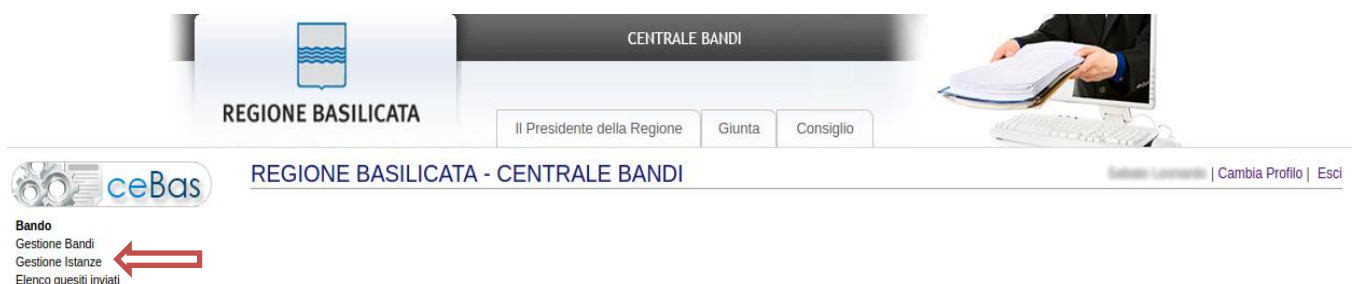 CENTRALE BANDI
REGIONE BASILICATA
Il Presidente della Regione Giunta Consiglio
ceBas
REGIONE BASILICATA - CENTRALE BANDI
| Cambia Profilo | Esci
Bando
Gestione Bandi
Gestione Istanze
Elenco quesiti inviati